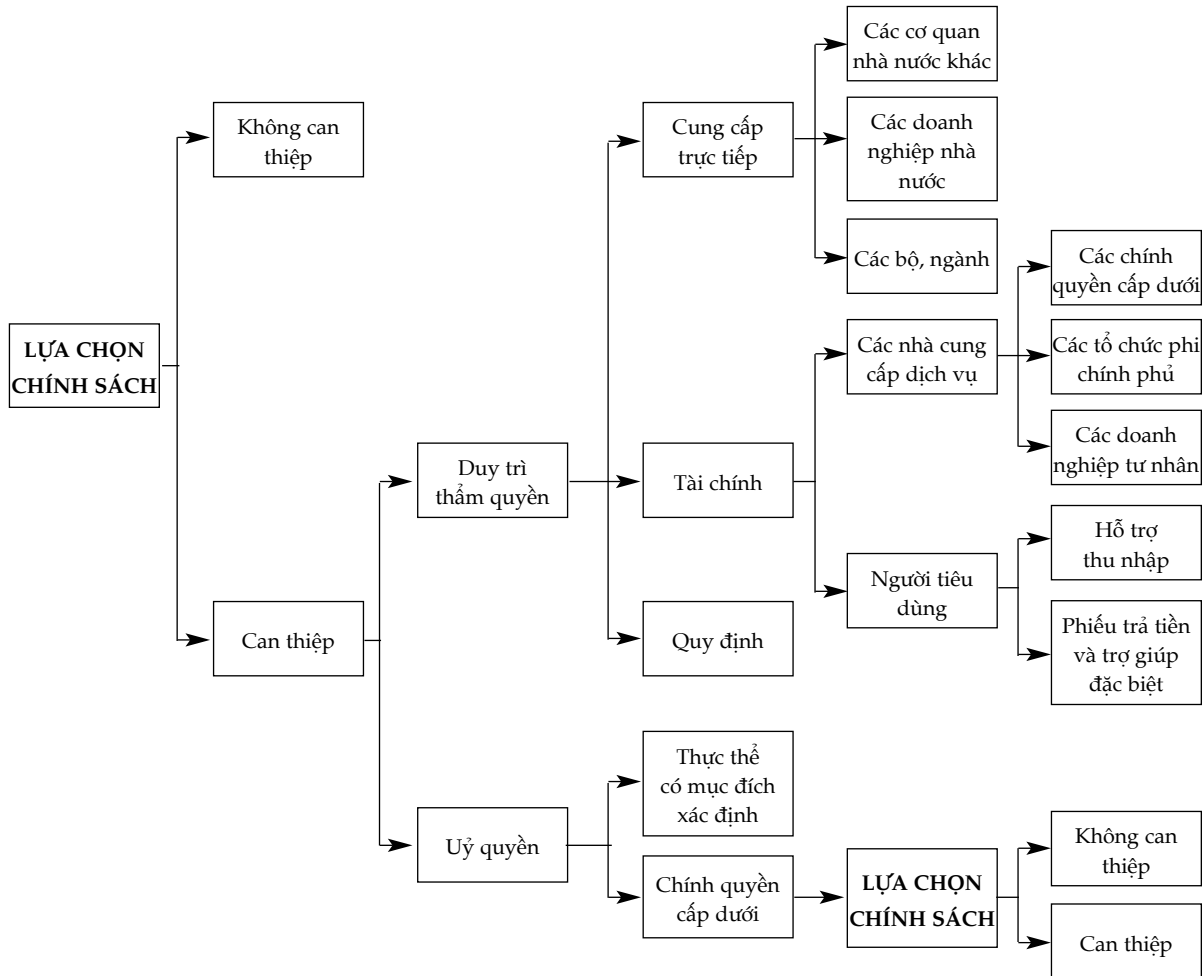 LỰA CHỌN
CHÍNH SÁCH
Không can
thiệp
Can thiệp
Duy trì
thẩm quyền
Uỷ quyền
Cung cấp
trực tiếp
Tài chính
Quy định
Thực thể
có mục đích
xác định
Chính quyền
cấp dưới
Các cơ quan
nhà nước khác
Các doanh
nghiệp nhà
nước
Các bộ, ngành
Các nhà cung
cấp dịch vụ
Người tiêu
dùng
LỰA CHỌN
CHÍNH SÁCH
Các chính
quyền cấp dưới
Các tổ chức phi
chính phủ
Các doanh
nghiệp tư nhân
Hỗ trợ
thu nhập
Phiếu trả tiền
và trợ giúp
đặc biệt
Không can
thiệp
Can thiệp